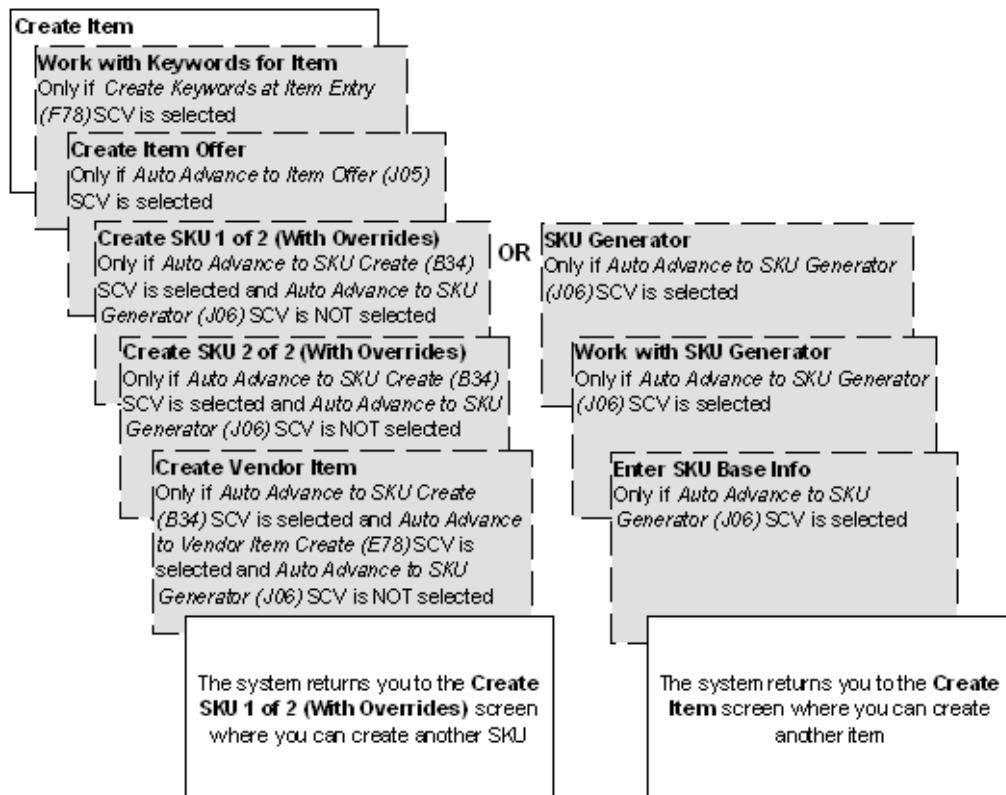 Create Item
Work with Keywords for Item
Only if Create Keywords at Item Entry
(F78) SCV is selected
Create Item Offer
Only if Auto Advance to Item Offer (J05)
SCV is selected
Create SKU 1 of 2 (With Overrides)
Only if Auto Advance to SKU Create (B34)
SCV is selected and Auto Advance to SKU
Generator (J06) SCV is NOT selected
Create SKU 2 of 2 (With Overrides)
Only if Auto Advance to SKU Create (B34)
SCV is selected and Auto Advance to SKU
Generator (J06) SCV is NOT selected
Create Vendor Item
Only if Auto Advance to SKU Create
(B34) SCV is selected and Auto Advance
to Vendor Item Create (E78) SCV is
selected and Auto Advance to SKU
Generator (J06) SCV is NOT selected
The system returns you to the Create
SKU 1 of 2 (With Overrides) screen
where you can create another SKU
OR
SKU Generator
Only if Auto Advance to SKU Generator
(J06) SCV is selected
Work with SKU Generator
Only if Auto Advance to SKU Generator
(J06) SCV is selected
Enter SKU Base Info
Only if Auto Advance to SKU
Generator (J06) SCV is selected
The system returns you to the Create
Item screen where you can create
another item